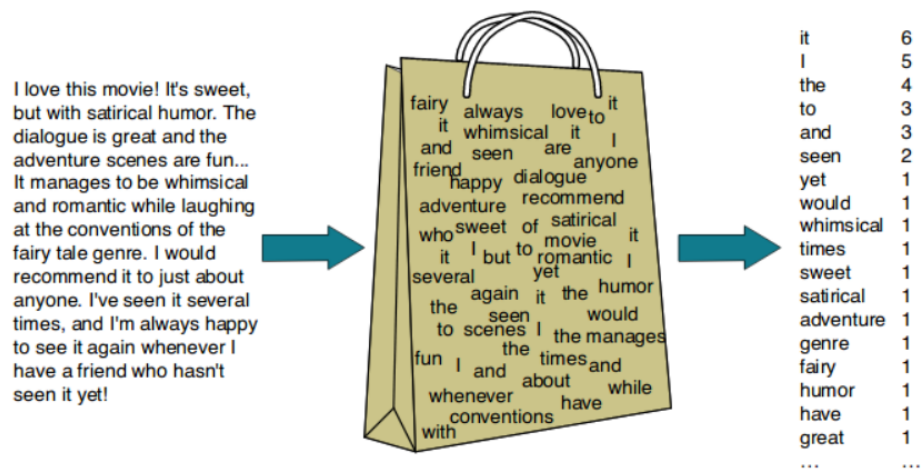 I love this movie! It's sweet,
but with satirical humor. The
dialogue is great and the
adventure scenes are fun...
It manages to be whimsical
and romantic while laughing
at the conventions of the
fairy tale genre. I would
recommend it to just about
anyone. I've seen it several
times, and I'm always happy
to see it again whenever I
have a friend who hasn't
seen it yet!
fairy always love to it
it whimsical it I
and seen are anyone
friend happy dialogue
adventure recommend
who sweet of satirical
it I but to movie it
romantic I
several yet
again it the humor
the seen would
to scenes I the manages
fun I and the times and
about while
whenever have
conventions
with
it 6
I 5
the 4
to 3
and 3
seen 2
yet 1
would 1
whimsical 1
times 1
sweet 1
satirical 1
adventure 1
genre 1
fairy 1
humor 1
have 1
great 1
... ...